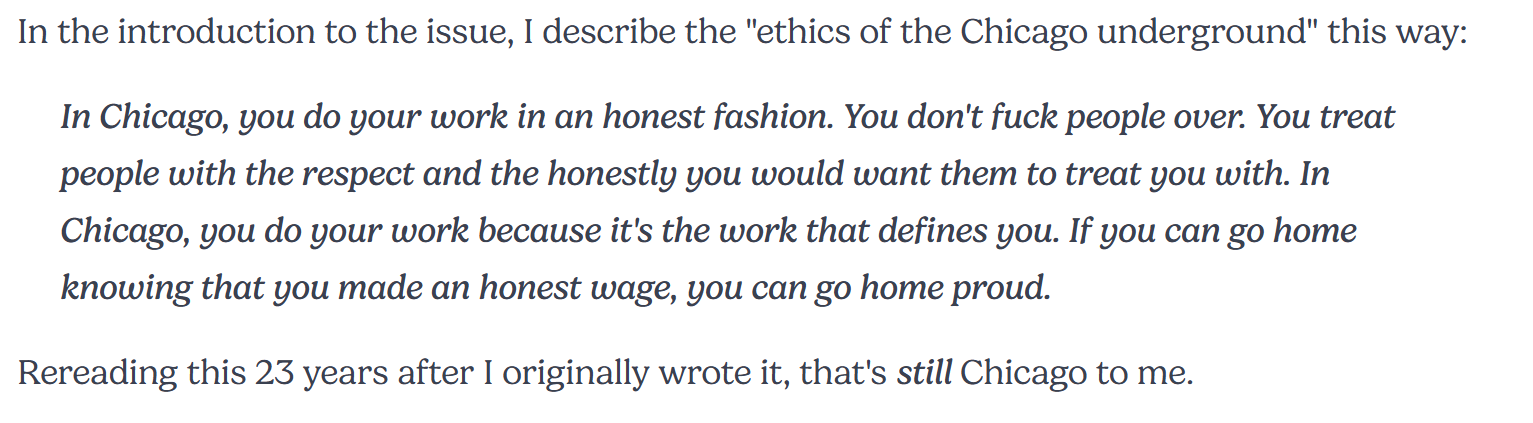 In the introduction to the issue, I describe the "ethics of the Chicago underground" this way:
In Chicago, you do your work in an honest fashion. You don't fuck people over. You treat
people with the respect and the honestly you would want them to treat you with. In
Chicago, you do your work because it's the work that defines you. If you can go home
knowing that you made an honest wage, you can go home proud.
Rereading this 23 years after I originally wrote it, that's still Chicago to me.